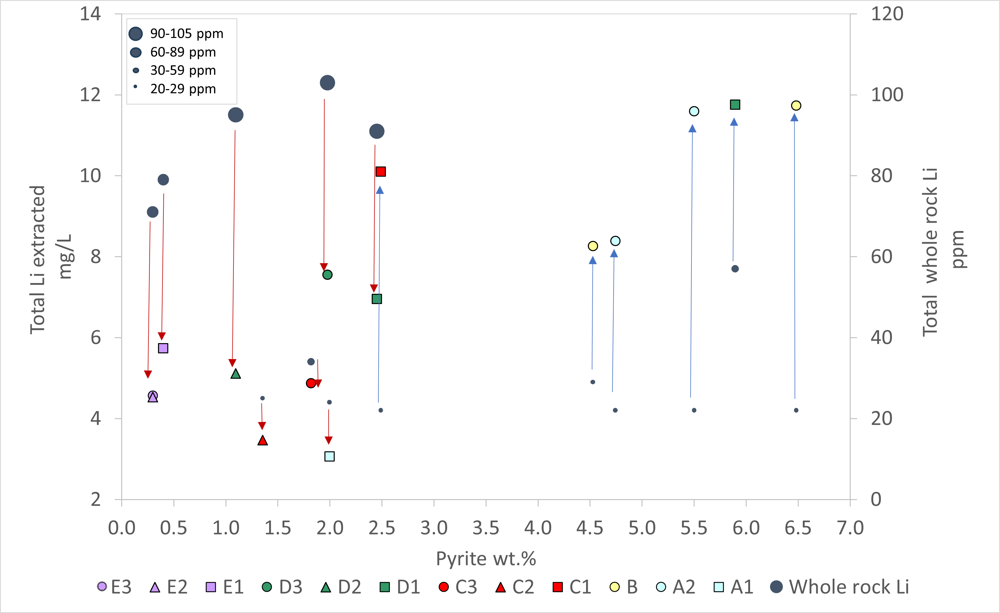 14
12
10
8
6
4
2
Total Li extracted
mg/L
90-105 ppm
60-89 ppm
30-59 ppm
20-29 ppm
120
100
80
60
40
20
0
Total whole rock Li
ppm
0.0 0.5 1.0 1.5 2.0 2.5 3.0 3.5 4.0 4.5 5.0 5.5 6.0 6.5 7.0
Pyrite wt.%
E3 E2 E1 D3 D2 D1 C3 C2 C1 B A2 A1 Whole rock Li